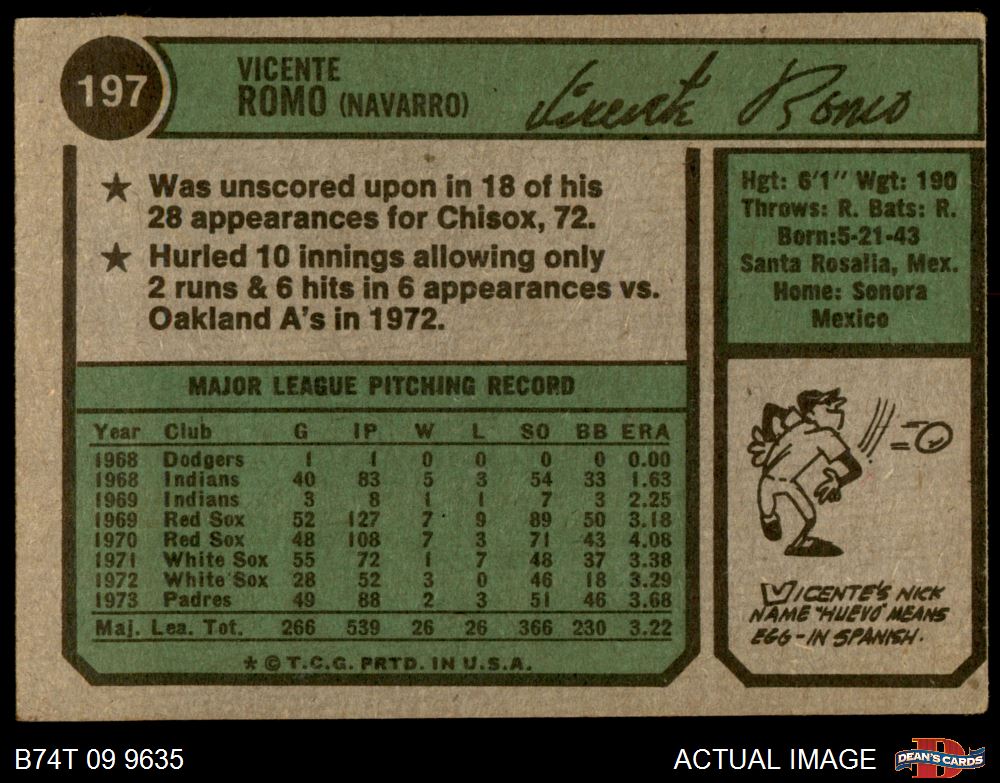 197
VICENTE
ROMO (NAVARRO)
Vicente Romo
★ Was unscored upon in 18 of his
28 appearances for Chisox, 72.
★ Hurled 10 innings allowing only
2 runs & 6 hits in 6 appearances vs.
Oakland A's in 1972.
Hgt: 6'1" Wgt: 190
Throws: R. Bats: R.
Born:5-21-43
Santa Rosalia, Mex.
Home: Sonora
Mexico
MAJOR LEAGUE PITCHING RECORD
Year Club G IP W L SO BB ERA
1968 Dodgers 1 1 0 0 0 0 0.00
1968 Indians 40 83 5 3 54 33 1.63
1969 Indians 3 8 1 1 7 3 2.25
1969 Red Sox 52 127 7 9 89 50 3.18
1970 Red Sox 48 108 7 3 71 43 4.08
1971 White Sox 55 72 1 7 48 37 3.38
1972 White Sox 28 52 3 0 46 18 3.29
1973 Padres 49 88 2 3 51 46 3.68
Maj. Lea. Tot. 266 539 26 26 366 230 3.22
★ © T.C.G. PRTD. IN U.S.A.
VICENTE'S NICK
NAME "HUEVO" MEANS
EGG-IN SPANISH.
B74T 09 9635
ACTUAL IMAGE
D
DEAN'S CARDS